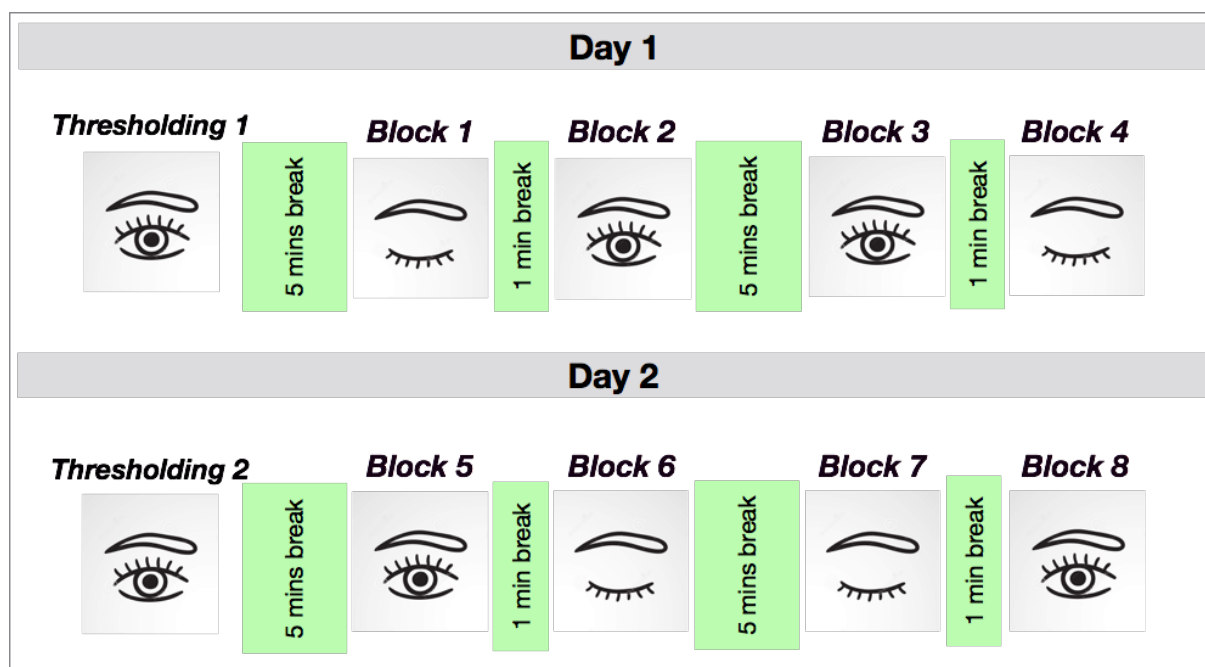 Day 1
Thresholding 1
5 mins break
Block 1
1 min break
Block 2
5 mins break
Block 3
1 min break
Block 4
Day 2
Thresholding 2
5 mins break
Block 5
1 min break
Block 6
5 mins break
Block 7
1 min break
Block 8